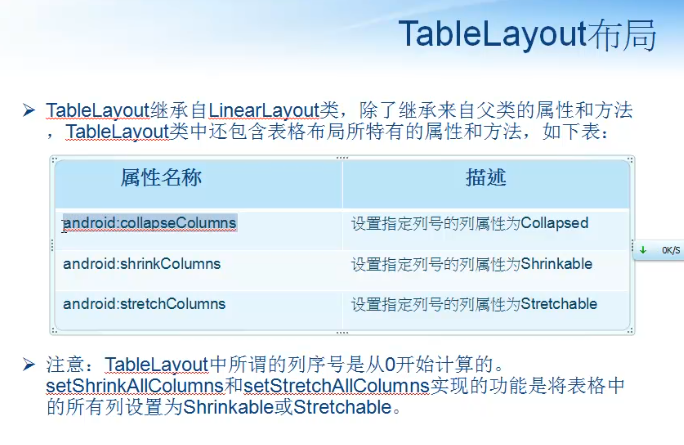 TableLayout布局
TableLayout继承自LinearLayout类，除了继承来自父类的属性和方法
，TableLayout类中还包含表格布局所特有的属性和方法，如下表：
属性名称 描述
android:collapseColumns 设置指定列号的列属性为Collapsed
android:shrinkColumns 设置指定列号的列属性为Shrinkable
android:stretchColumns 设置指定列号的列属性为Stretchable
0K/S
注意：TableLayout中所谓的列序号是从0开始计算的。
setShrinkAllColumns和setStretchAllColumns实现的功能是将表格中
的所有列设置为Shrinkable或Stretchable。